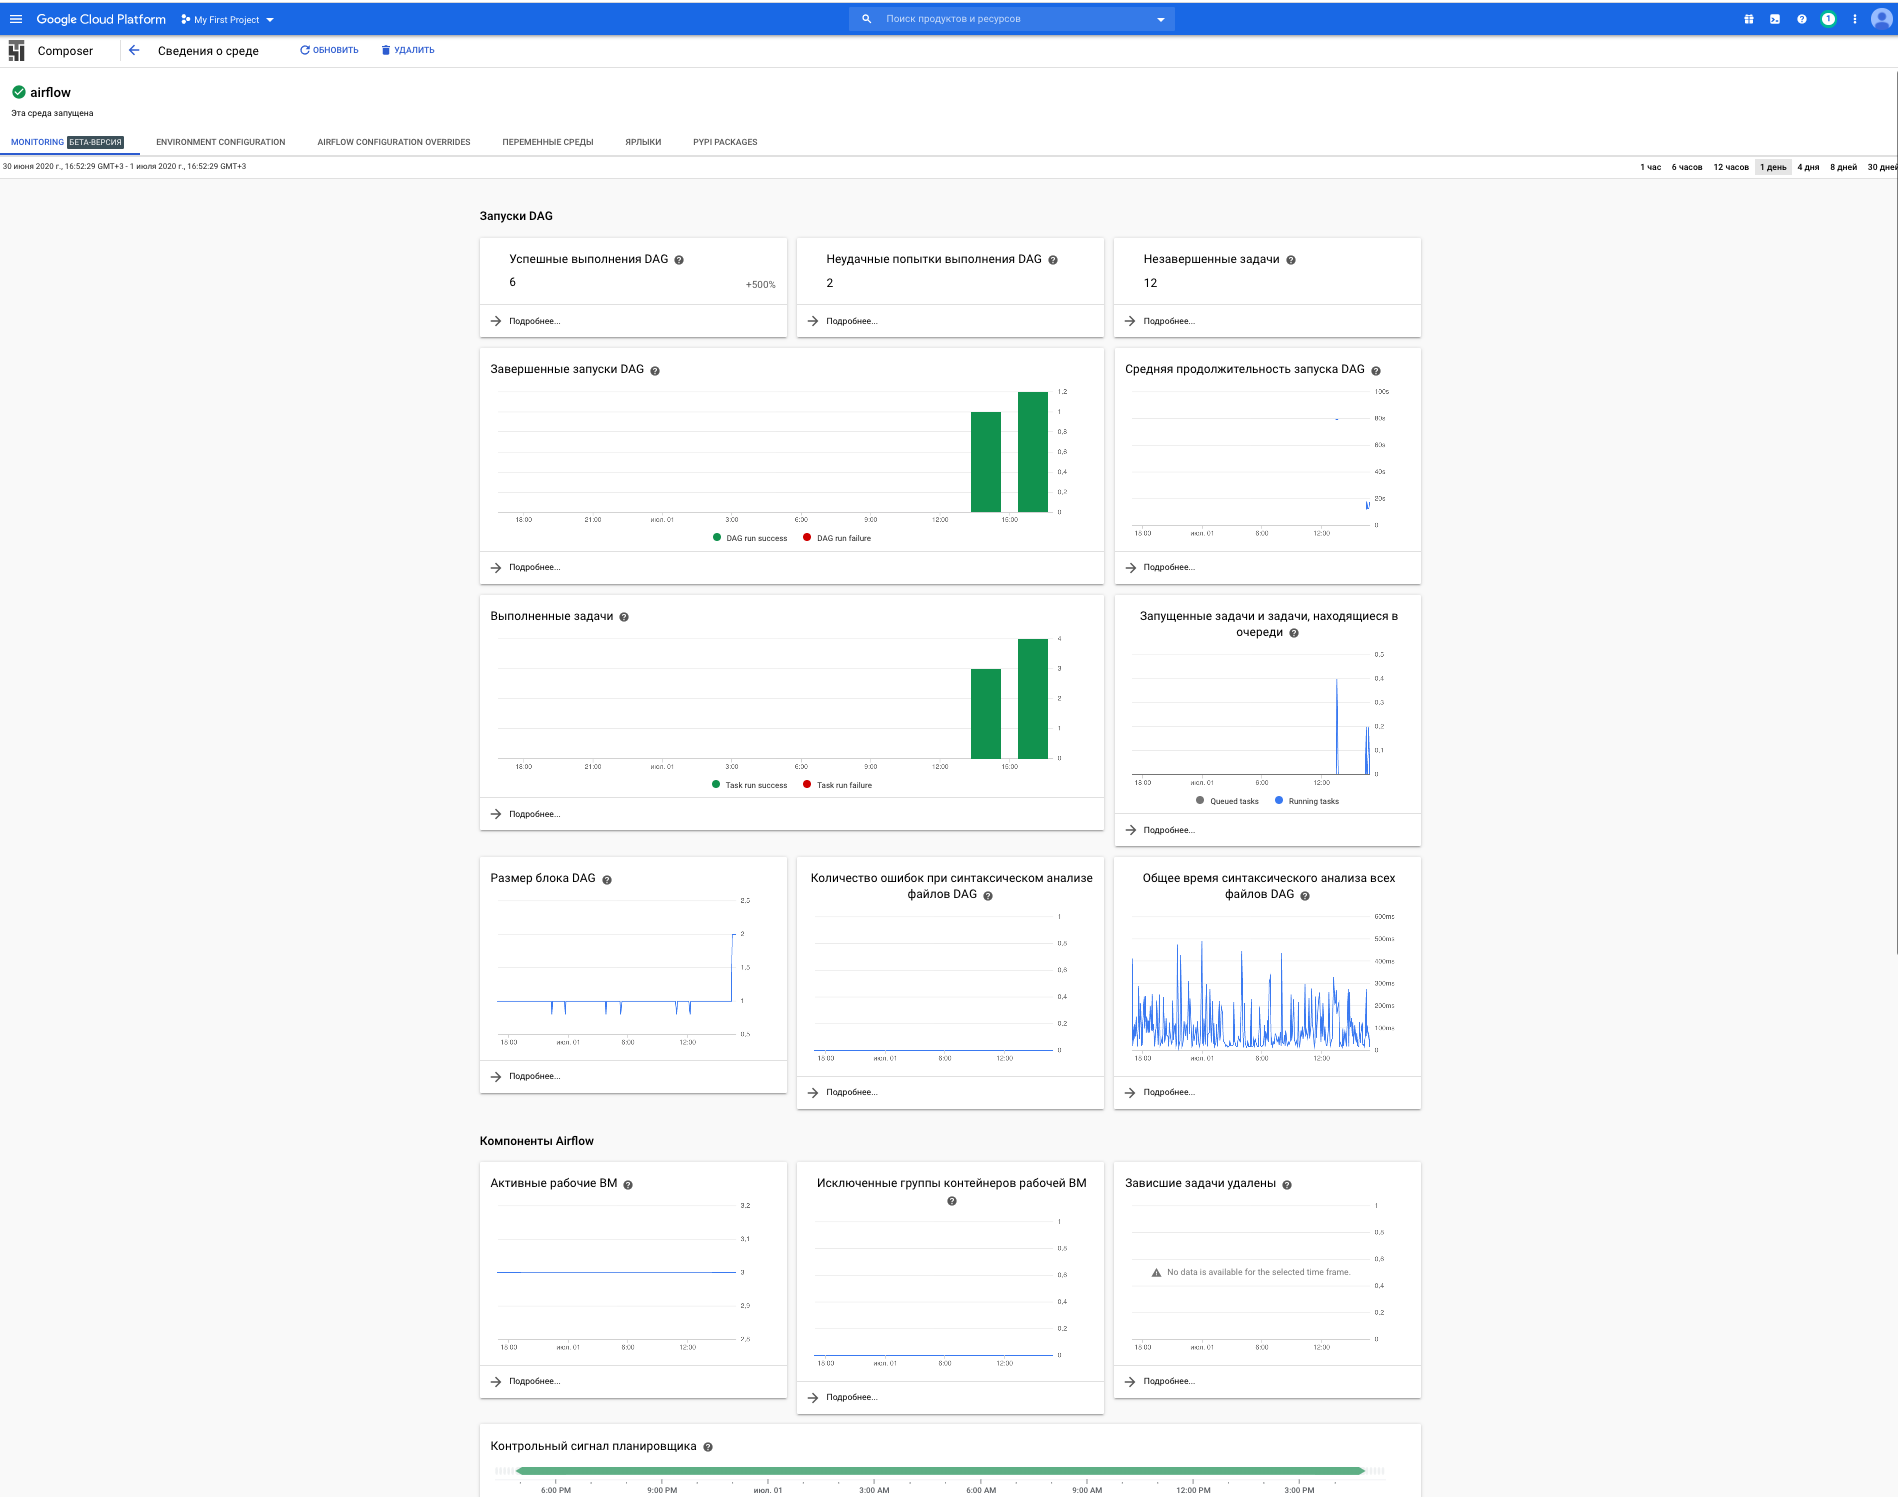 Google Cloud Platform My First Project Поиск продуктов и ресурсов 1
Composer Сведения о среде ОБНОВИТЬ УДАЛИТЬ
airflow
Эта среда запущена
MONITORING БЕТА-ВЕРСИЯ ENVIRONMENT CONFIGURATION AIRFLOW CONFIGURATION OVERRIDES ПЕРЕМЕННЫЕ СРЕДЫ ЯРЛЫКИ PYPI PACKAGES
30 июня 2020 г., 16:52:29 GMT+3 - 1 июля 2020 г., 16:52:29 GMT+3 1 час 6 часов 12 часов 1 день 4 дня 8 дней 30 дней
Запуски DAG
Успешные выполнения DAG
6
+500%
Подробнее...
Неудачные попытки выполнения DAG
2
Подробнее...
Незавершенные задачи
12
Подробнее...
Завершенные запуски DAG
1,2
1
0,8
0,6
0,4
0,2
0
18:00 21:00 июл. 01 3:00 6:00 9:00 12:00 15:00
DAG run success DAG run failure
Подробнее...
Средняя продолжительность запуска DAG
100s
80s
60s
40s
20s
0
18:00 июл. 01 6:00 12:00
Подробнее...
Выполненные задачи
4
3
2
1
0
18:00 21:00 июл. 01 3:00 6:00 9:00 12:00 15:00
Task run success Task run failure
Подробнее...
Запущенные задачи и задачи, находящиеся в
очереди
0,5
0,4
0,3
0,2
0,1
0
18:00 июл. 01 6:00 12:00
Queued tasks Running tasks
Подробнее...
Размер блока DAG
2,5
2
1,5
1
0,5
18:00 июл. 01 6:00 12:00
Подробнее...
Количество ошибок при синтаксическом анализе
файлов DAG
1
0,8
0,6
0,4
0,2
0
18:00 июл. 01 6:00 12:00
Подробнее...
Общее время синтаксического анализа всех
файлов DAG
600ms
500ms
400ms
300ms
200ms
100ms
0
18:00 июл. 01 6:00 12:00
Подробнее...
Компоненты Airflow
Активные рабочие ВМ
3,2
3,1
3
2,9
2,8
18:00 июл. 01 6:00 12:00
Подробнее...
Исключенные группы контейнеров рабочей ВМ
1
0,8
0,6
0,4
0,2
0
18:00 июл. 01 6:00 12:00
Подробнее...
Зависшие задачи удалены
1
0,8
0,6
No data is available for the selected time frame.
0,4
0,2
0
18:00 июл. 01 6:00 12:00
Подробнее...
Контрольный сигнал планировщика
6:00 PM 9:00 PM июл. 01 3:00 AM 6:00 AM 9:00 AM 12:00 PM 3:00 PM